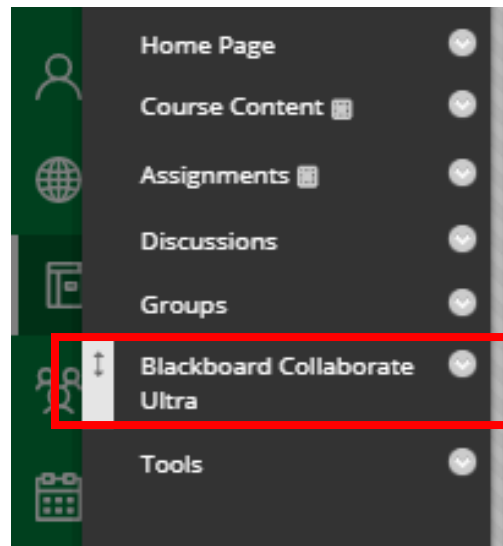 Home Page
Course Content
Assignments
Discussions
Groups
Blackboard Collaborate
Ultra
Tools